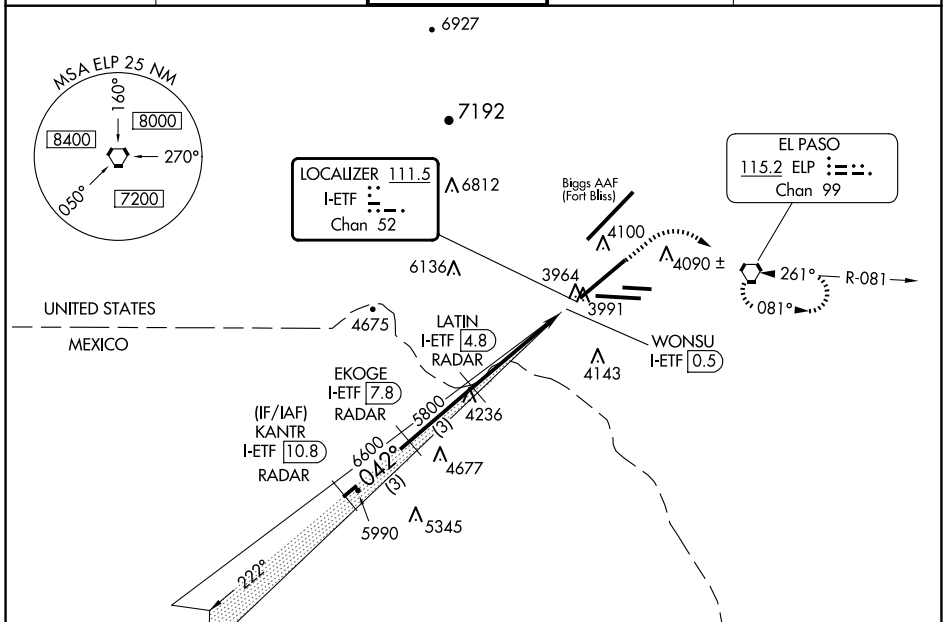 6927
MSA ELP 25 NM
160°
8000
8400
270°
050°
7200
7192
LOCALIZER 111.5
I-ETF
Chan 52
6812
Biggs AAF
(Fort Bliss)
EL PASO
115.2 ELP
Chan 99
4100
4090 ±
6136
3964
3991
261°
R-081
081°
UNITED STATES
MEXICO
4675
LATIN
I-ETF 4.8
RADAR
WONSU
I-ETF 0.5
4143
EKOGE
I-ETF 7.8
RADAR
5800
(3)
4236
(IF/IAF)
KANTR
I-ETF 10.8
RADAR
6600
042°
(3)
4677
5990
5345
222°